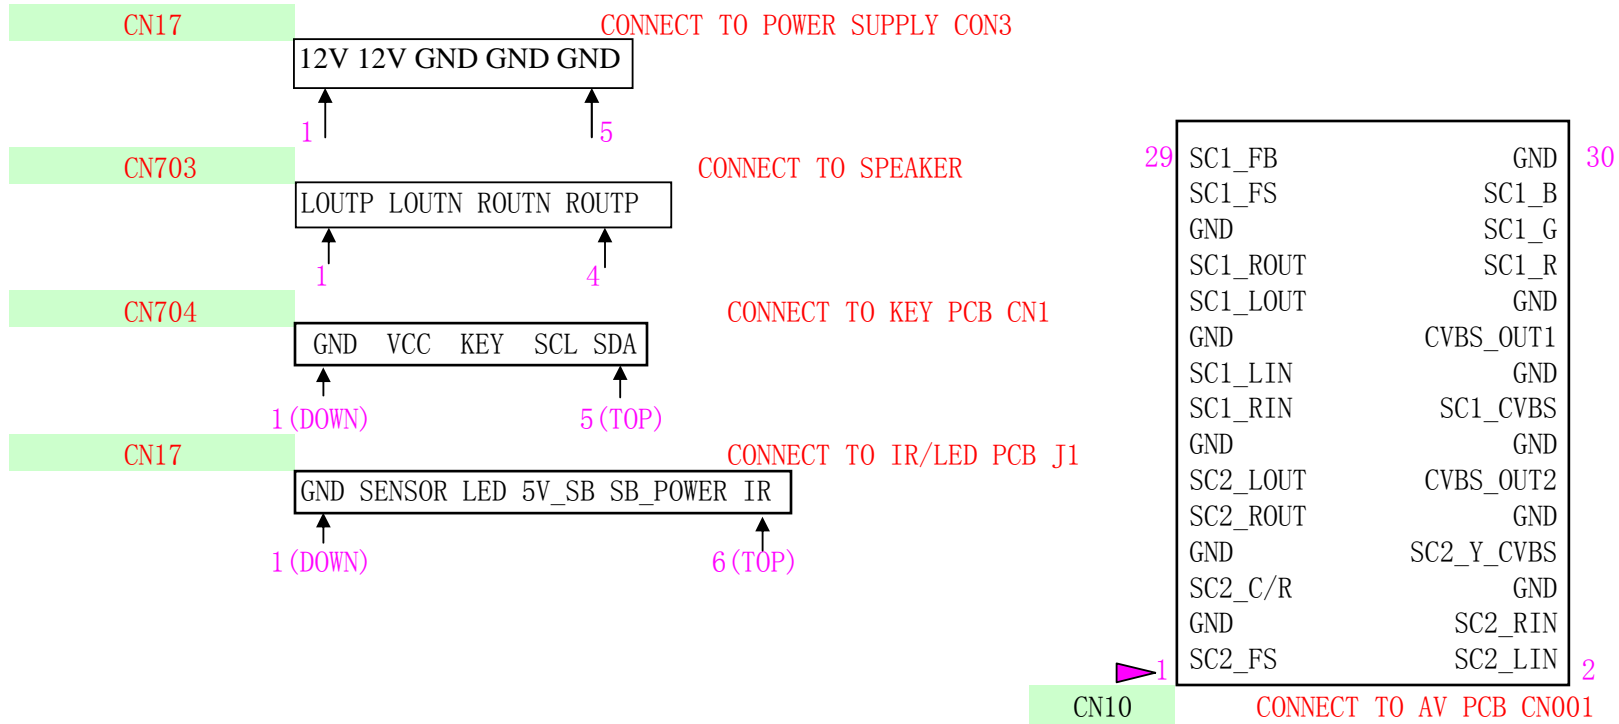 CN17 CONNECT TO POWER SUPPLY CON3
12V 12V GND GND GND
1 5
CN703 CONNECT TO SPEAKER
LOUTP LOUTN ROUTN ROUTP
1 4
CN704 CONNECT TO KEY PCB CN1
GND VCC KEY SCL SDA
1(DOWN) 5(TOP)
CN17 CONNECT TO IR/LED PCB J1
GND SENSOR LED 5V_SB SB_POWER IR
1(DOWN) 6(TOP)
29 SC1_FB GND 30
SC1_FS SC1_B
GND SC1_G
SC1_ROUT SC1_R
SC1_LOUT GND
GND CVBS_OUT1
SC1_LIN GND
SC1_RIN SC1_CVBS
GND GND
SC2_LOUT CVBS_OUT2
SC2_ROUT GND
GND SC2_Y_CVBS
SC2_C/R GND
GND SC2_RIN
1 SC2_FS SC2_LIN 2
CN10 CONNECT TO AV PCB CN001